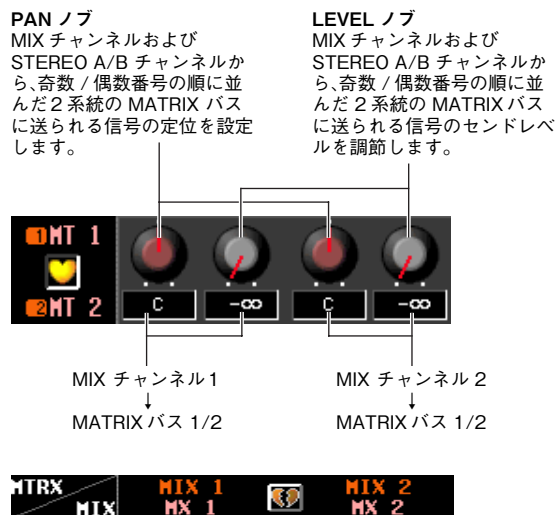 PAN ノブ
MIX チャンネルおよび
STEREO A/B チャンネルか
ら、奇数 / 偶数番号の順に並
んだ2 系統の MATRIX バス
に送られる信号の定位を設定
します。
LEVEL ノブ
MIX チャンネルおよび
STEREO A/B チャンネルか
ら、奇数 / 偶数番号の順に並
んだ 2 系統の MATRIX バス
に送られる信号のセンドレベ
ルを調節します。
1 MT 1
2 MT 2
C -∞ C -∞
MIX チャンネル 1
↓
MATRIX バス 1/2
MIX チャンネル 2
↓
MATRIX バス 1/2
MTRX MIX 1 MIX 2
MIX MX 1 MX 2